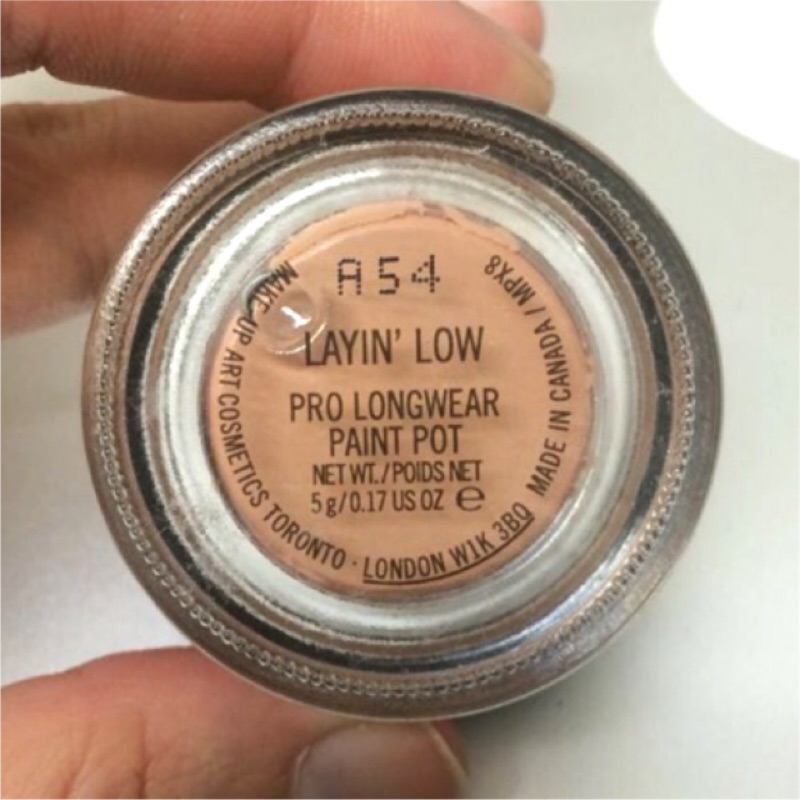 A54
LAYIN' LOW
PRO LONGWEAR
PAINT POT
NET WT./POIDS NET
5 g/0.17 US OZ e
MAKE-UP ART COSMETICS TORONTO · LONDON W1K 3BQ
MADE IN CANADA / MPX8